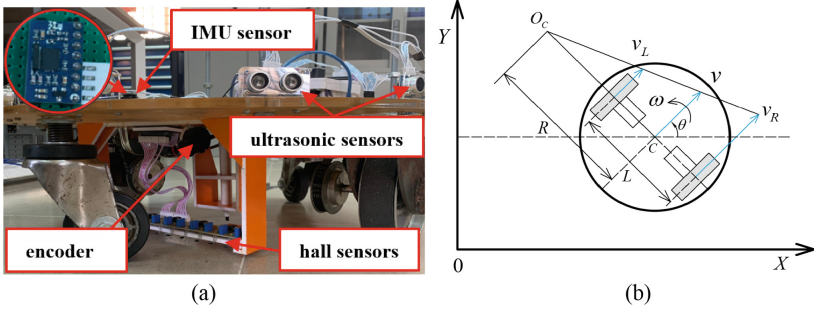 IMU sensor
ultrasonic sensors
encoder
hall sensors
(a)
Y
O_C
v_L
v
v_R
ω
θ
R
C
L
0
X
(b)